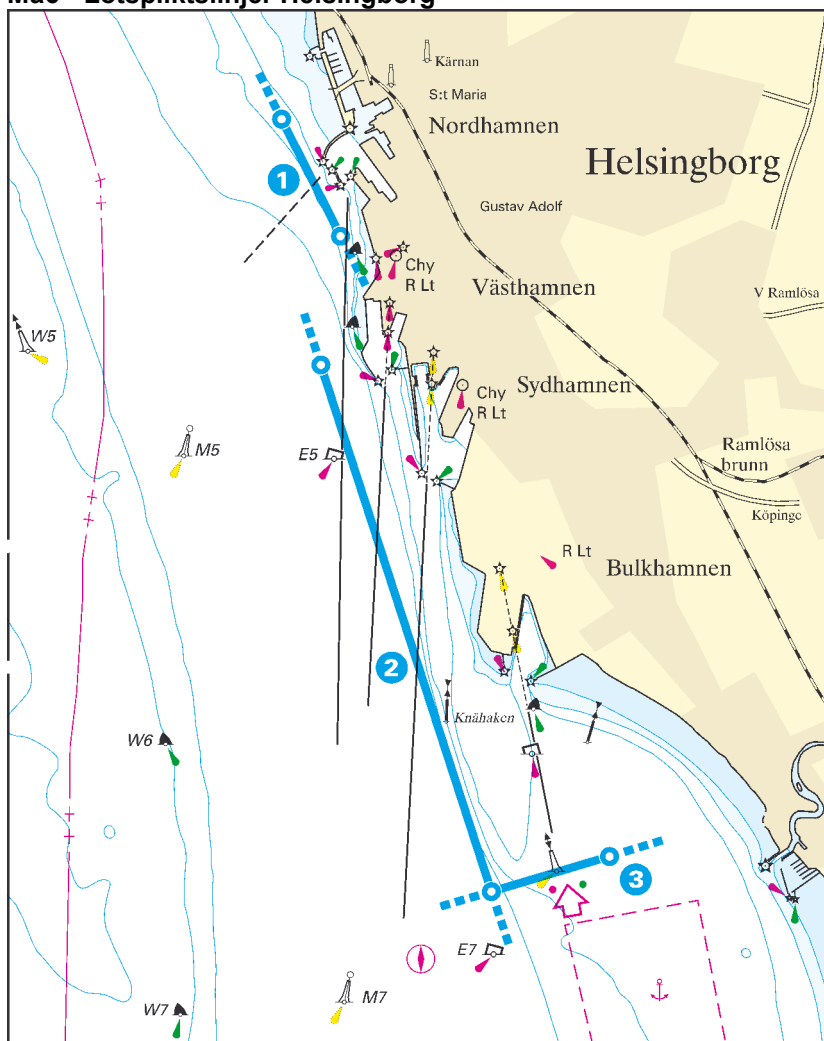 Kärnan
S:t Maria
Nordhamnen
Helsingborg
1
Gustav Adolf
Chy
R Lt
Västhamnen
V Ramlösa
W5
Sydhamnen
Chy
R Lt
M5
E5
Ramlösa
brunn
Köpinge
R Lt
Bulkhamnen
2
Knähaken
W6
3
E7
M7
W7